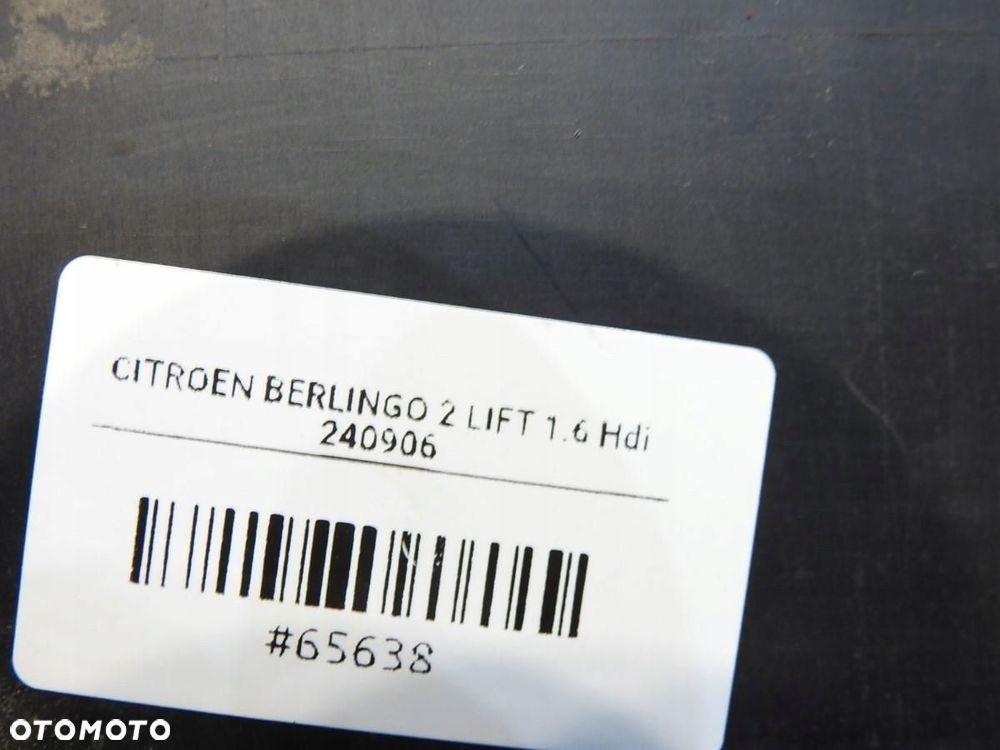 CITROEN BERLINGO 2 LIFT 1.6 Hdi
240906
#65638
OTOMOTO